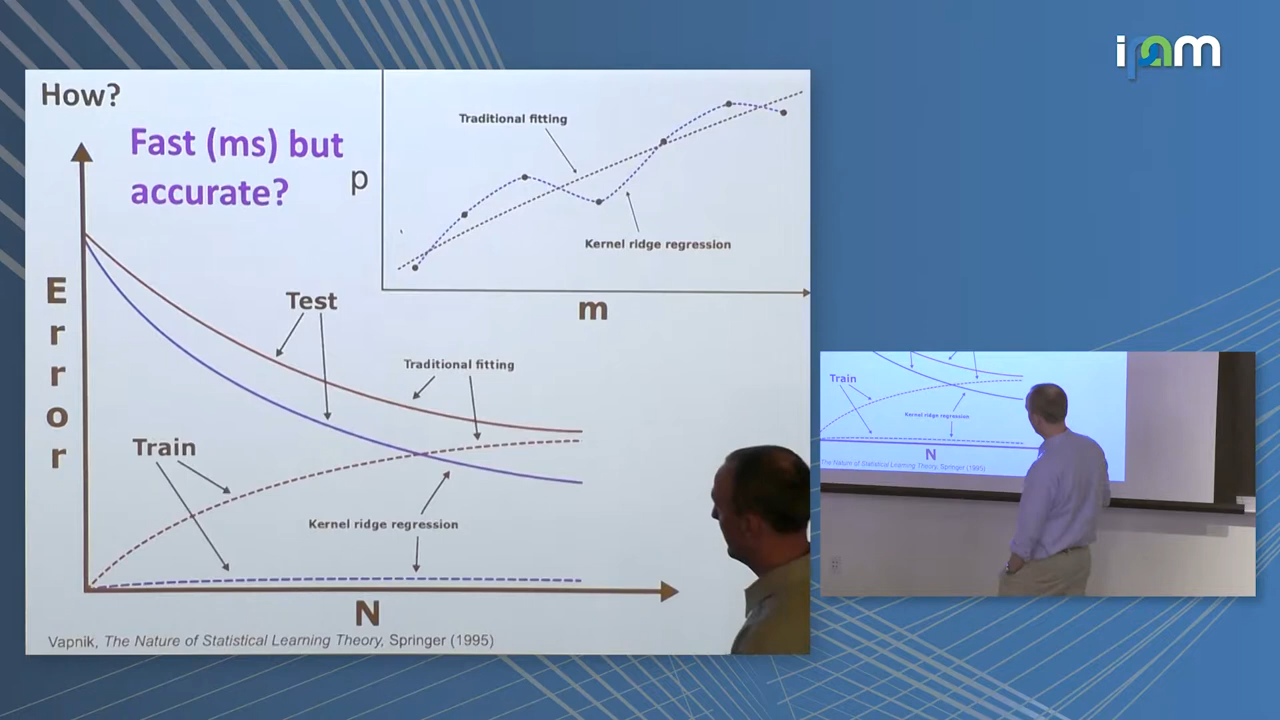 ipam
How?
Fast (ms) but
accurate?
p
Traditional fitting
Kernel ridge regression
m
Error
Test
Traditional fitting
Train
Kernel ridge regression
N
Vapnik, The Nature of Statistical Learning Theory, Springer (1995)
Train
Kernel ridge regression
N
The Nature of Statistical Learning Theory, Springer (1995)